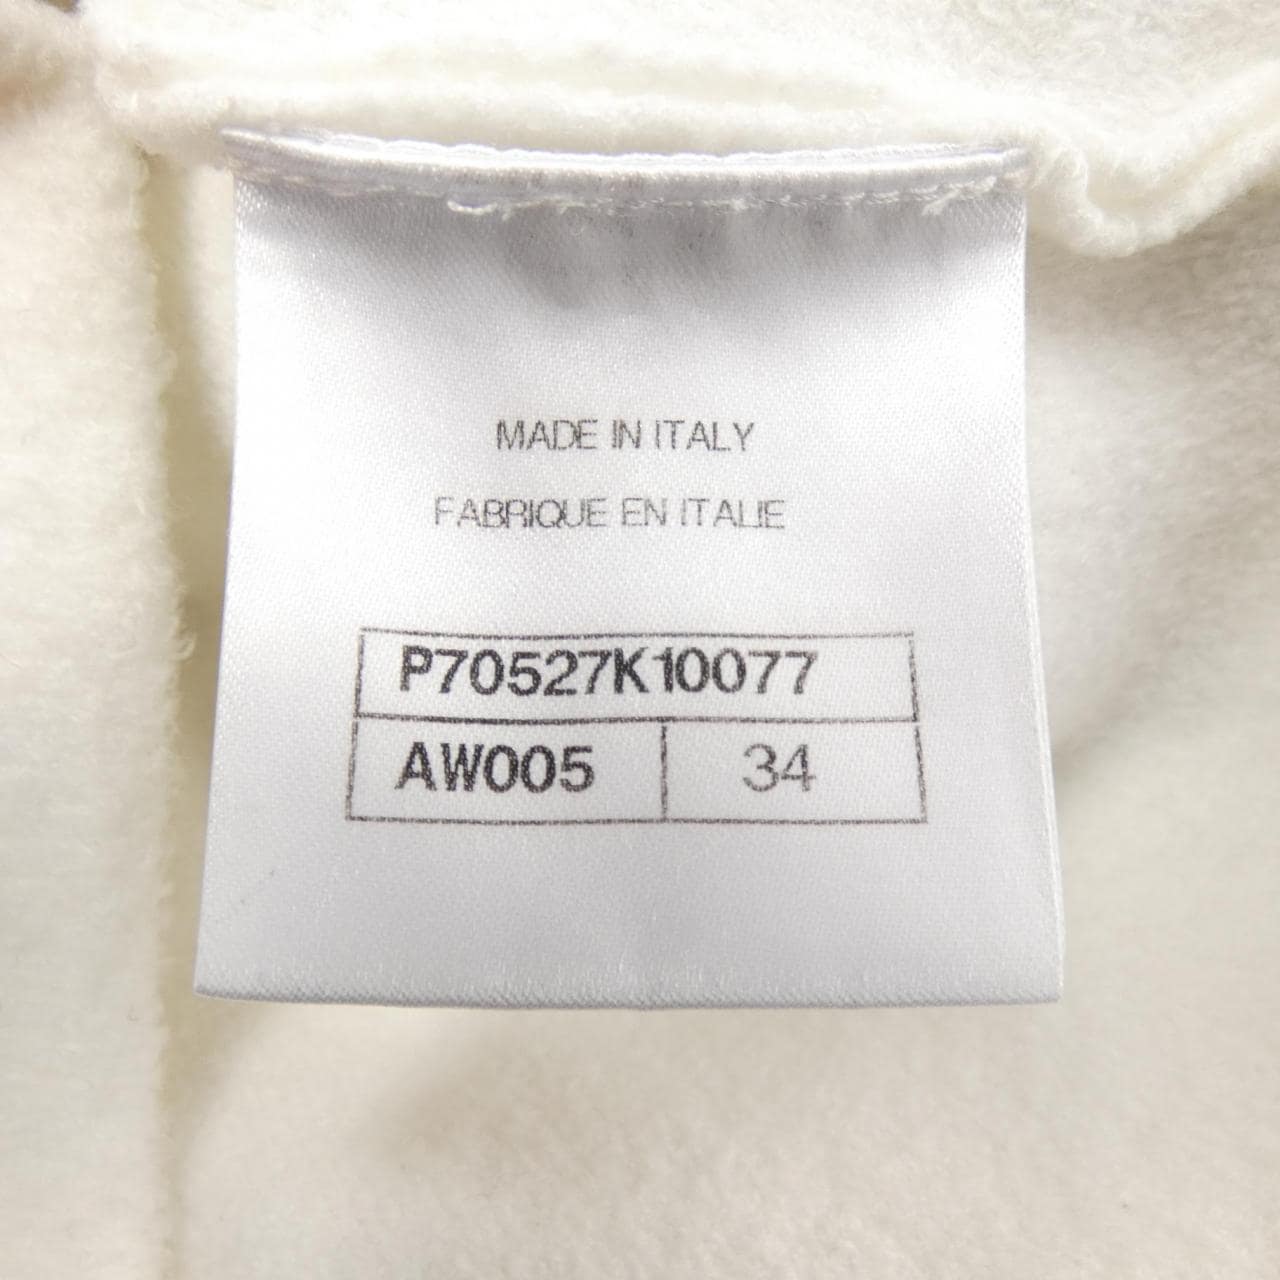 MADE IN ITALY
FABRIQUE EN ITALIE
P70527K10077
AW005 34